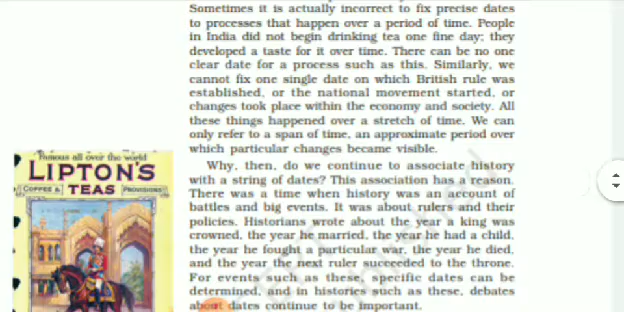 Sometimes it is actually incorrect to fix precise dates
to processes that happen over a period of time. People
in India did not begin drinking tea one fine day; they
developed a taste for it over time. There can be no one
clear date for a process such as this. Similarly, we
cannot fix one single date on which British rule was
established, or the national movement started, or
changes took place within the economy and society. All
these things happened over a stretch of time. We can
only refer to a span of time, an approximate period over
which particular changes became visible.
Why, then, do we continue to associate history
with a string of dates? This association has a reason.
There was a time when history was an account of
battles and big events. It was about rulers and their
policies. Historians wrote about the year a king was
crowned, the year he married, the year he had a child,
the year he fought a particular war, the year he died,
and the year the next ruler succeeded to the throne.
For events such as these, specific dates can be
determined, and in histories such as these, debates
about dates continue to be important.
Famous all over the world
LIPTON'S
COFFEE & TEAS PROVISIONS